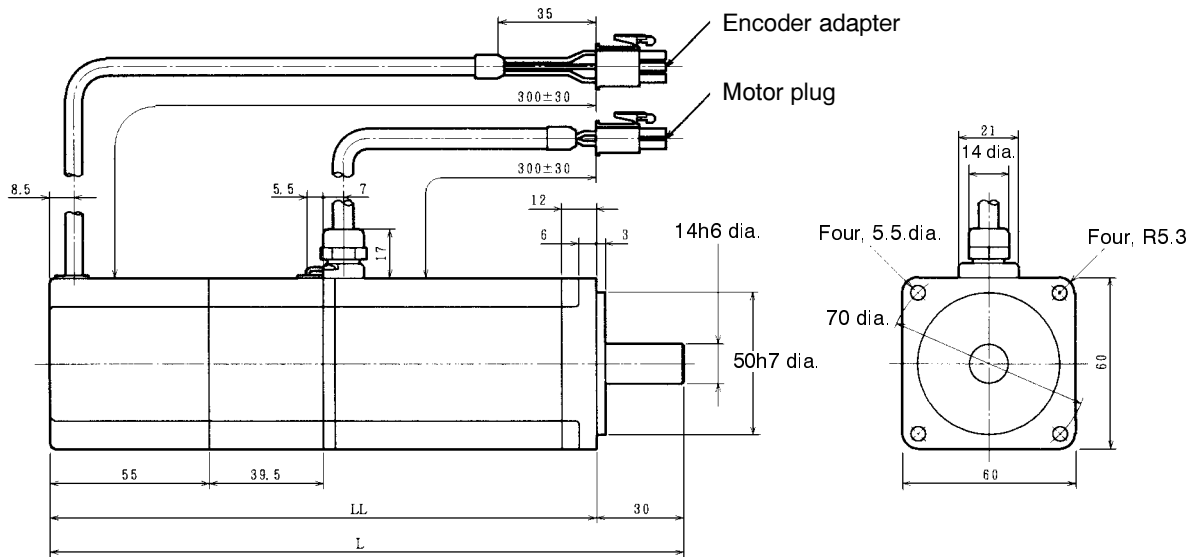 35
Encoder adapter
300±30
Motor plug
21
14 dia.
300±30
8.5
5.5
7
12
17
6
3
14h6 dia.
Four, 5.5.dia.
Four, R5.3
70 dia.
50h7 dia.
60
55
39.5
60
LL
30
L